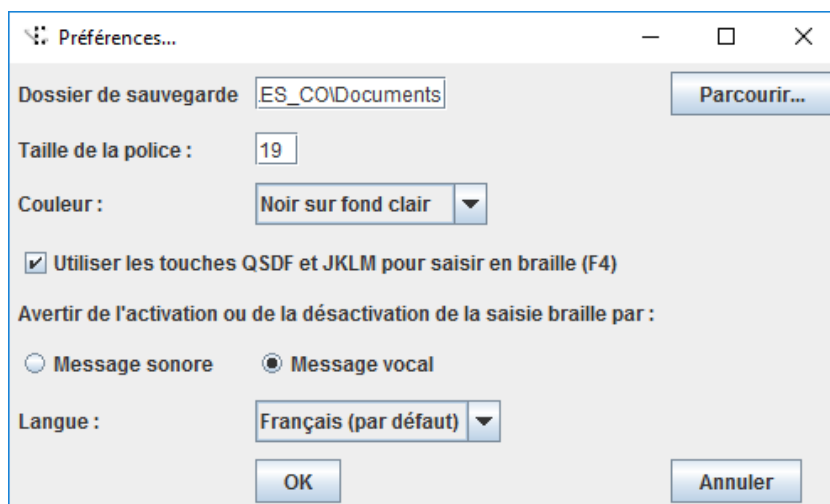 Préférences...
Dossier de sauvegarde .ES_CO\Documents Parcourir...
Taille de la police : 19
Couleur : Noir sur fond clair
Utiliser les touches QSDF et JKLM pour saisir en braille (F4)
Avertir de l'activation ou de la désactivation de la saisie braille par :
Message sonore Message vocal
Langue : Français (par défaut)
OK Annuler